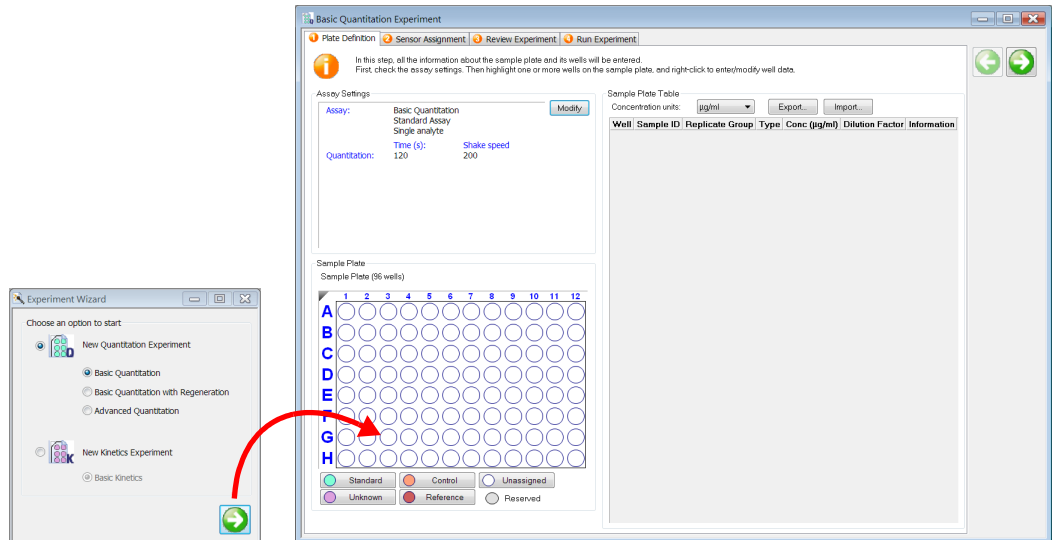 Experiment Wizard
Choose an option to start
New Quantitation Experiment
Basic Quantitation
Basic Quantitation with Regeneration
Advanced Quantitation
New Kinetics Experiment
Basic Kinetics
Basic Quantitation Experiment
1 Plate Definition 2 Sensor Assignment 3 Review Experiment 4 Run Experiment
In this step, all the information about the sample plate and its wells will be entered.
First, check the assay settings. Then highlight one or more wells on the sample plate, and right-click to enter/modify well data.
Assay Settings
Assay: Basic Quantitation
Standard Assay
Single analyte
Modify
Time (s): Shake speed
Quantitation: 120 200
Sample Plate
Sample Plate (96 wells)
1 2 3 4 5 6 7 8 9 10 11 12
A
B
C
D
E
F
G
H
Standard Control Unassigned
Unknown Reference Reserved
Sample Plate Table
Concentration units: µg/ml Export... Import...
Well Sample ID Replicate Group Type Conc (µg/ml) Dilution Factor Information